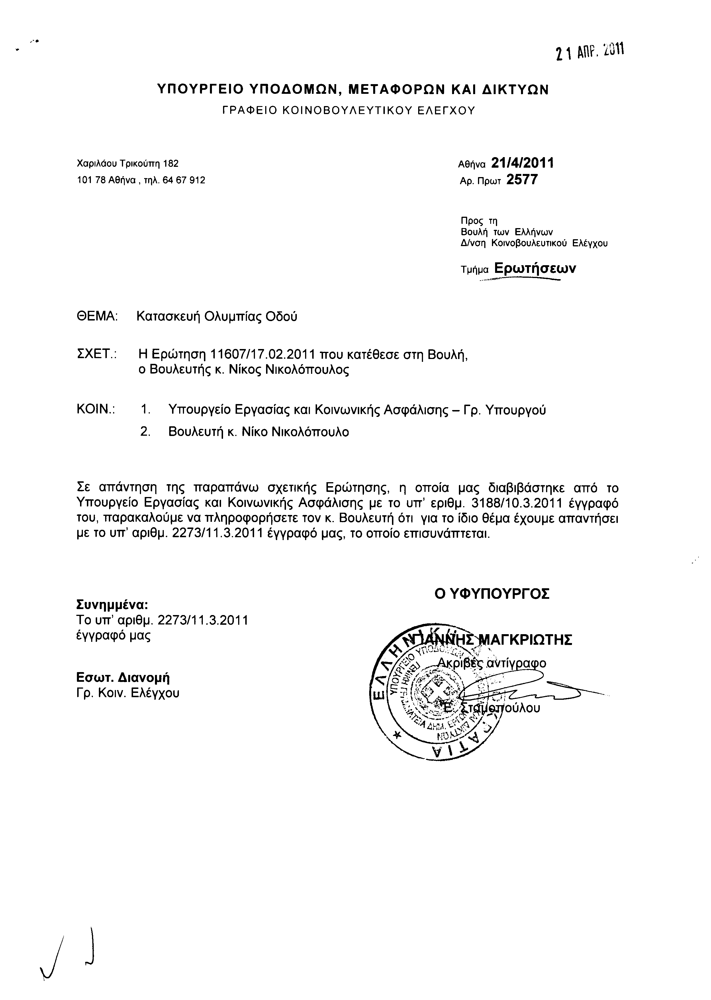 21 ΑΠΡ. 2011
ΥΠΟΥΡΓΕΙΟ ΥΠΟΔΟΜΩΝ, ΜΕΤΑΦΟΡΩΝ ΚΑΙ ΔΙΚΤΥΩΝ
ΓΡΑΦΕΙΟ ΚΟΙΝΟΒΟΥΛΕΥΤΙΚΟΥ ΕΛΕΓΧΟΥ
Χαριλάου Τρικούπη 182
101 78 Αθήνα , τηλ. 64 67 912
Αθήνα 21/4/2011
Αρ. Πρωτ 2577
Προς τη
Βουλή των Ελλήνων
Δ/νση Κοινοβουλευτικού Ελέγχου
Τμήμα Ερωτήσεων
ΘΕΜΑ: Κατασκευή Ολυμπίας Οδού
ΣΧΕΤ.: Η Ερώτηση 11607/17.02.2011 που κατέθεσε στη Βουλή,
ο Βουλευτής κ. Νίκος Νικολόπουλος
ΚΟΙΝ.: 1. Υπουργείο Εργασίας και Κοινωνικής Ασφάλισης – Γρ. Υπουργού
2. Βουλευτή κ. Νίκο Νικολόπουλο
Σε απάντηση της παραπάνω σχετικής Ερώτησης, η οποία μας διαβιβάστηκε από το
Υπουργείο Εργασίας και Κοινωνικής Ασφάλισης με το υπ’ εριθμ. 3188/10.3.2011 έγγραφό
του, παρακαλούμε να πληροφορήσετε τον κ. Βουλευτή ότι για το ίδιο θέμα έχουμε απαντήσει
με το υπ’ αριθμ. 2273/11.3.2011 έγγραφό μας, το οποίο επισυνάπτεται.
Συνημμένα:
Το υπ’ αριθμ. 2273/11.3.2011
έγγραφό μας
Εσωτ. Διανομή
Γρ. Κοιν. Ελέγχου
Ο ΥΦΥΠΟΥΡΓΟΣ
ΓΙΑΝΝΗΣ ΜΑΓΚΡΙΩΤΗΣ
Ακριβές αντίγραφο
Ε. Σταμοπούλου